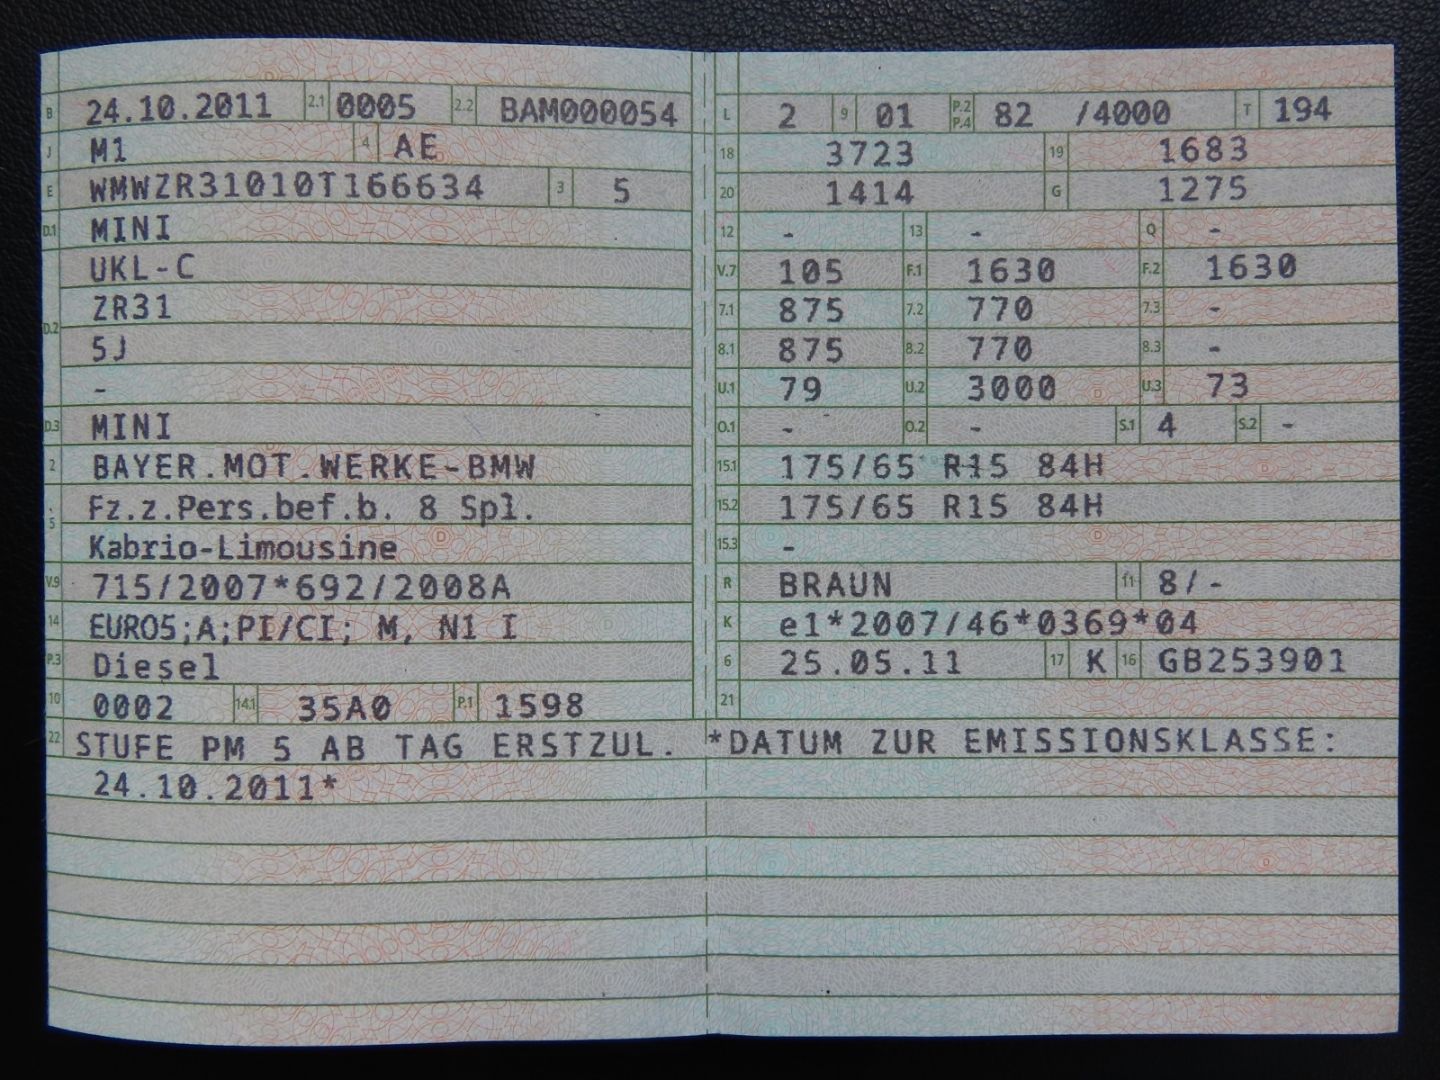 B 24.10.2011 2.1 0005 2.2 BAM000054
J M1 4 AE
E WMWZR31010T166634 3 5
D.1 MINI
UKL-C
D.2 ZR31
5J
-
D.3 MINI
2 BAYER.MOT.WERKE-BMW
5 Fz.z.Pers.bef.b. 8 Spl.
Kabrio-Limousine
V.9 715/2007*692/2008A
14 EURO5;A;PI/CI; M, N1 I
P.3 Diesel
10 0002 14.1 35A0 P.1 1598
L 2 9 01 P.2 P.4 82 /4000 T 194
18 3723 19 1683
20 1414 G 1275
12 - 13 - Q -
V.7 105 F.1 1630 F.2 1630
7.1 875 7.2 770 7.3 -
8.1 875 8.2 770 8.3 -
U.1 79 U.2 3000 U.3 73
O.1 - O.2 - S.1 4 S.2 -
15.1 175/65 R15 84H
15.2 175/65 R15 84H
15.3 -
R BRAUN 11 8/-
K e1*2007/46*0369*04
6 25.05.11 17 K 16 GB253901
21
22 STUFE PM 5 AB TAG ERSTZUL. *DATUM ZUR EMISSIONSKLASSE:
24.10.2011*